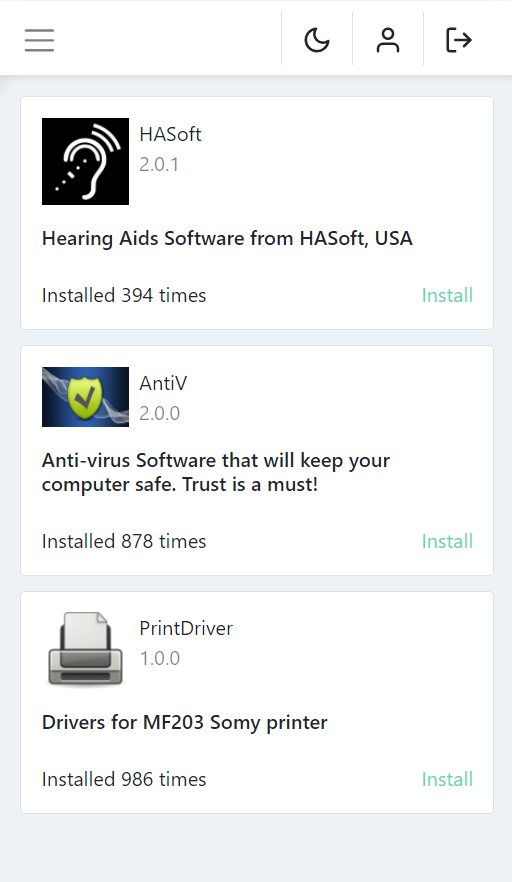 HASoft
2.0.1
Hearing Aids Software from HASoft, USA
Installed 394 times
Install
AntiV
2.0.0
Anti-virus Software that will keep your
computer safe. Trust is a must!
Installed 878 times
Install
PrintDriver
1.0.0
Drivers for MF203 Somy printer
Installed 986 times
Install